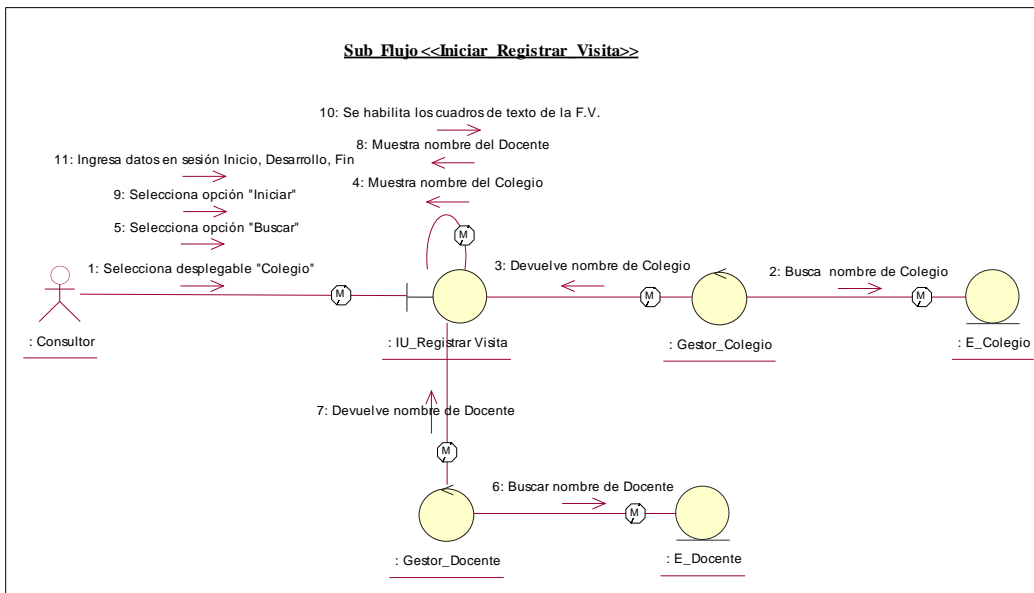 Sub_Flujo <<Iniciar_Registrar_Visita>>
10: Se habilita los cuadros de texto de la F.V.
8: Muestra nombre del Docente
11: Ingresa datos en sesión Inicio, Desarrollo, Fin
4: Muestra nombre del Colegio
9: Selecciona opción "Iniciar"
5: Selecciona opción "Buscar"
M
1: Selecciona desplegable "Colegio"
3: Devuelve nombre de Colegio
2: Busca nombre de Colegio
M
M
M
: Consultor
: IU_Registrar Visita
: Gestor_Colegio
: E_Colegio
7: Devuelve nombre de Docente
M
6: Buscar nombre de Docente
M
: Gestor_Docente
: E_Docente